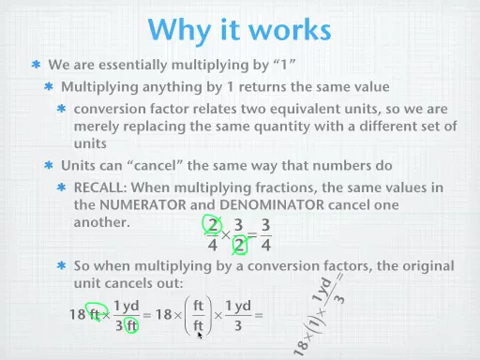 Why it works
We are essentially multiplying by “1”
Multiplying anything by 1 returns the same value
conversion factor relates two equivalent units, so we are
merely replacing the same quantity with a different set of
units
Units can “cancel” the same way that numbers do
RECALL: When multiplying fractions, the same values in
the NUMERATOR and DENOMINATOR cancel one
another.
2/4 × 3/2 = 3/4
So when multiplying by a conversion factors, the original
unit cancels out:
18 ft × 1 yd/3 ft = 18 × (ft/ft) × 1 yd/3 =
18 × (1) × 1 yd/3 =